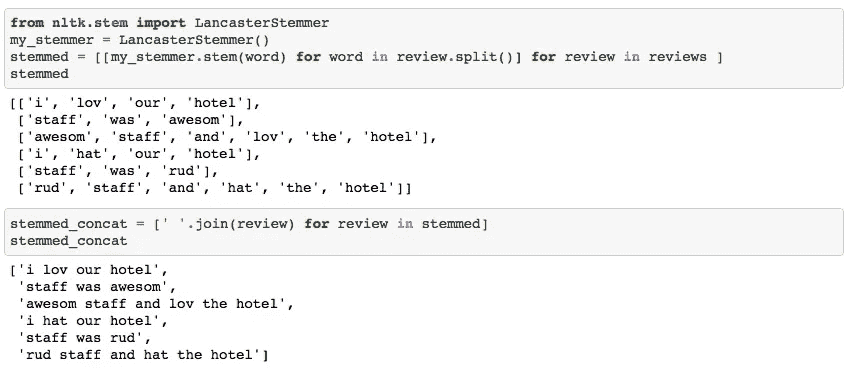 from nltk.stem import LancasterStemmer
my_stemmer = LancasterStemmer()
stemmed = [[my_stemmer.stem(word) for word in review.split()] for review in reviews ]
stemmed
[['i', 'lov', 'our', 'hotel'],
['staff', 'was', 'awesom'],
['awesom', 'staff', 'and', 'lov', 'the', 'hotel'],
['i', 'hat', 'our', 'hotel'],
['staff', 'was', 'rud'],
['rud', 'staff', 'and', 'hat', 'the', 'hotel']]
stemmed_concat = [' '.join(review) for review in stemmed]
stemmed_concat
['i lov our hotel',
'staff was awesom',
'awesom staff and lov the hotel',
'i hat our hotel',
'staff was rud',
'rud staff and hat the hotel']